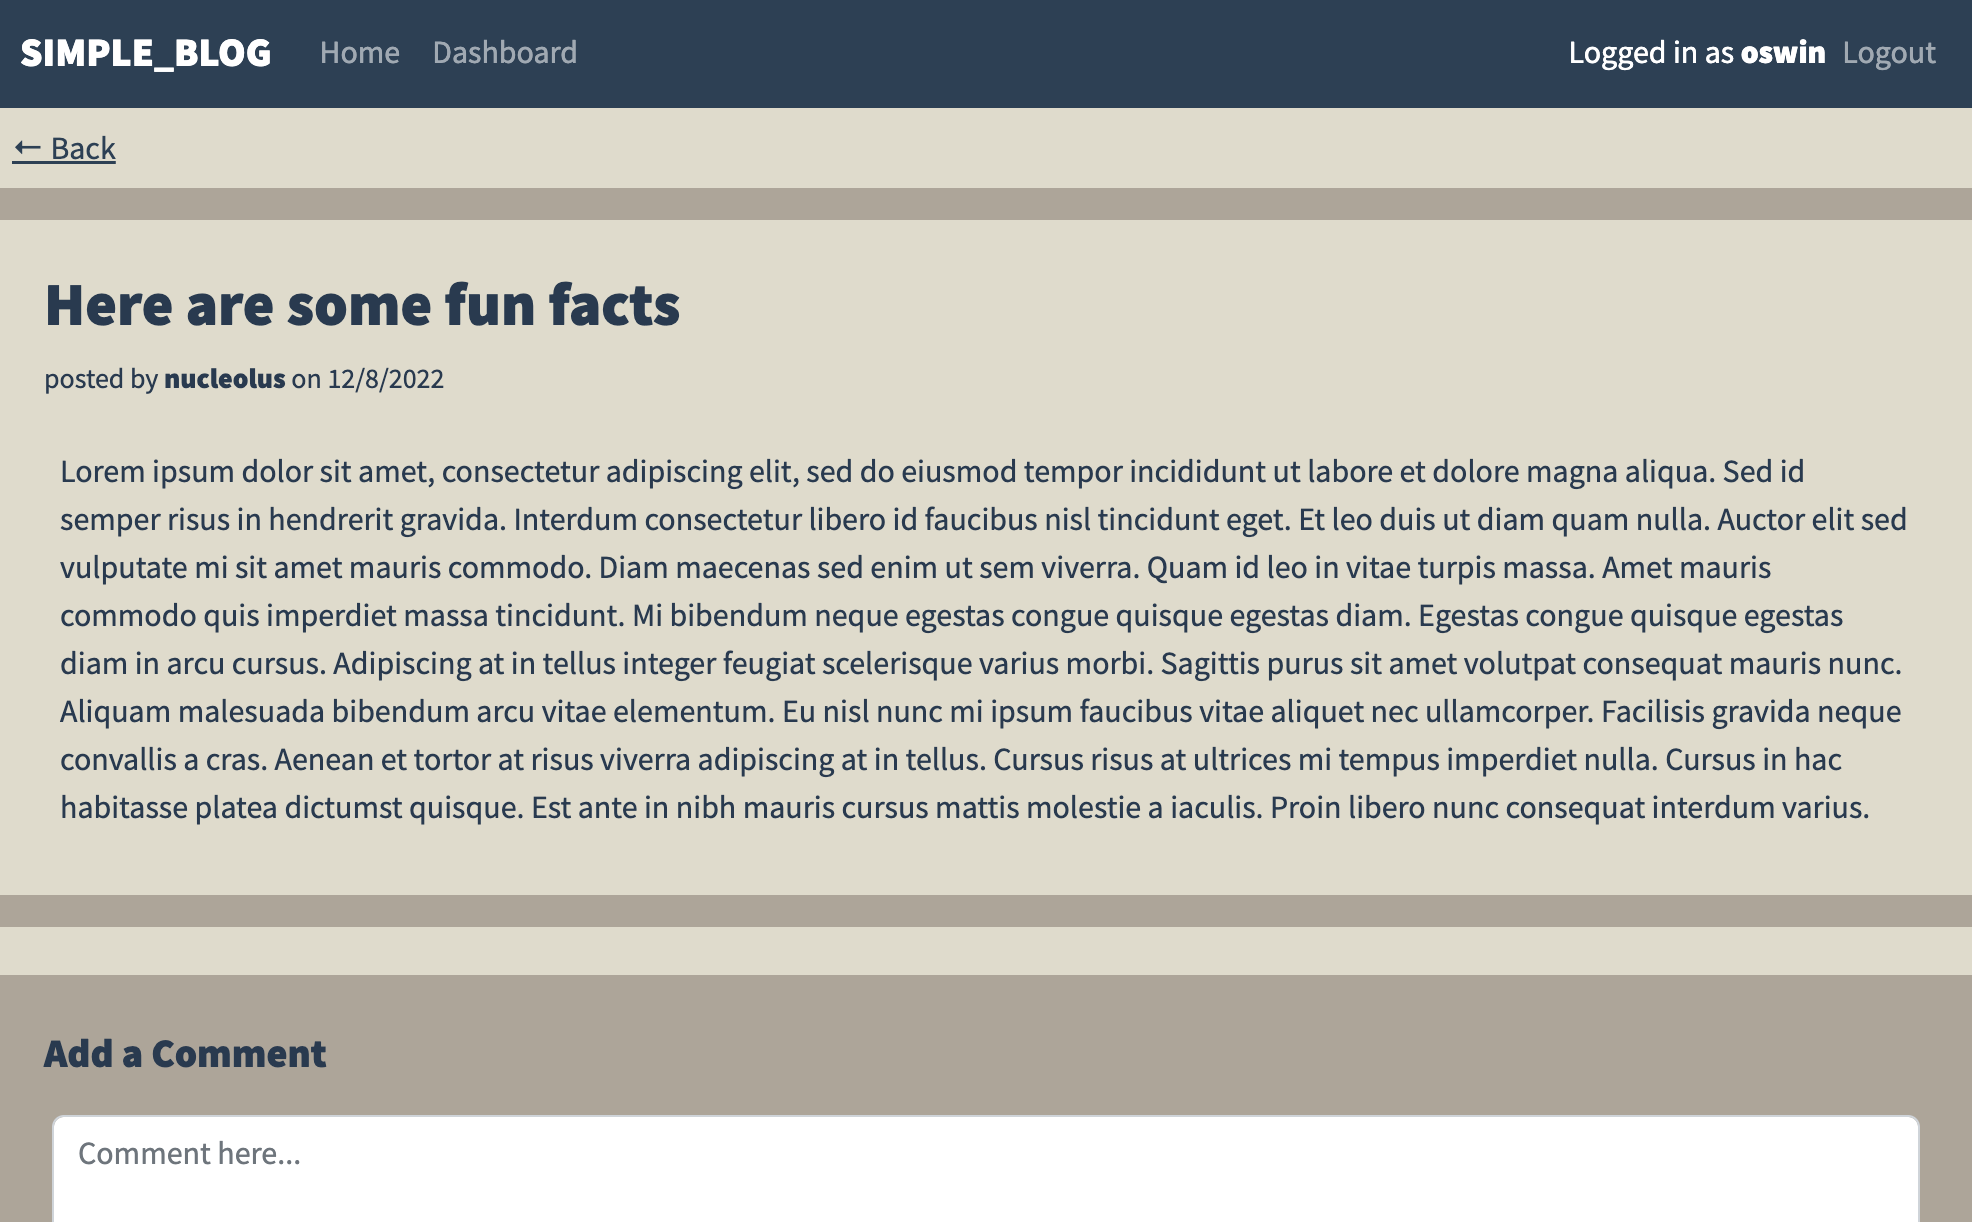 SIMPLE_BLOG Home Dashboard Logged in as oswin Logout
← Back
Here are some fun facts
posted by nucleolus on 12/8/2022
Lorem ipsum dolor sit amet, consectetur adipiscing elit, sed do eiusmod tempor incididunt ut labore et dolore magna aliqua. Sed id
semper risus in hendrerit gravida. Interdum consectetur libero id faucibus nisl tincidunt eget. Et leo duis ut diam quam nulla. Auctor elit sed
vulputate mi sit amet mauris commodo. Diam maecenas sed enim ut sem viverra. Quam id leo in vitae turpis massa. Amet mauris
commodo quis imperdiet massa tincidunt. Mi bibendum neque egestas congue quisque egestas diam. Egestas congue quisque egestas
diam in arcu cursus. Adipiscing at in tellus integer feugiat scelerisque varius morbi. Sagittis purus sit amet volutpat consequat mauris nunc.
Aliquam malesuada bibendum arcu vitae elementum. Eu nisl nunc mi ipsum faucibus vitae aliquet nec ullamcorper. Facilisis gravida neque
convallis a cras. Aenean et tortor at risus viverra adipiscing at in tellus. Cursus risus at ultrices mi tempus imperdiet nulla. Cursus in hac
habitasse platea dictumst quisque. Est ante in nibh mauris cursus mattis molestie a iaculis. Proin libero nunc consequat interdum varius.
Add a Comment
Comment here...